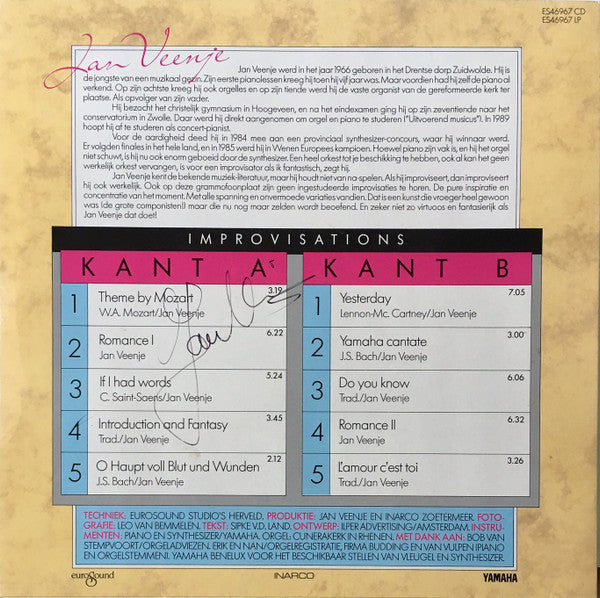 ES46967 CD
ES46967 LP
Jan Veenje
Jan Veenje werd in het jaar 1966 geboren in het Drentse dorp Zuidwolde. Hij is
de jongste van een muzikaal gezin. Zijn eerste pianolessen kreeg hij toen hij vijf jaar was. Maar voordien had hij zelf de piano al
verkend. Op zijn achtste kreeg hij ook orgelles en op zijn tiende werd hij de vaste organist van de gereformeerde kerk ter
plaatse. Als opvolger van zijn vader.
Hij bezocht het christelijk gymnasium in Hoogeveen, en na het eindexamen ging hij op zijn zeventiende naar het
conservatorium in Zwolle. Daar werd hij direkt aangenomen om orgel en piano te studeren ("Uitvoerend musicus"). In 1989
hoopt hij af te studeren als concert-pianist.
Voor de aardigheid deed hij in 1984 mee aan een provinciaal synthesizer-concours, waar hij winnaar werd.
Er volgden finales in het hele land, en in 1985 werd hij in Wenen Europees kampioen. Hoewel piano zijn vak is, en hij het orgel
niet schuwt, is hij nu ook enorm geboeid door de synthesizer. Een heel orkest tot je beschikking te hebben, ook al kan het geen
werkelijk orkest vervangen, is voor een improvisator als ik fantastisch, zegt hij.
Jan Veenje kent de bekende muziek-literatuur, maar hij houdt niet van na-spelen. Als hij improviseert, dan improviseert
hij ook werkelijk. Ook op deze grammofoonplaat zijn geen ingestudeerde improvisaties te horen. De pure inspiratie en
concentratie van het moment. Met alle spanning en onvermoede variaties vandien. Dat is een kunst die vroeger heel gewoon
was (de grote componisten!) maar die nu nog maar zelden wordt beoefend. En zeker niet zo virtuoos en fantasierijk als
Jan Veenje dat doet!
IMPROVISATIONS
KANT A
1 Theme by Mozart 3.19
W.A. Mozart/Jan Veenje
2 Romance I 6.22
Jan Veenje
3 If I had words 5.24
C. Saint-Saens/Jan Veenje
4 Introduction and Fantasy 3.45
Trad./Jan Veenje
5 O Haupt voll Blut und Wunden 2.12
J.S. Bach/Jan Veenje
KANT B
1 Yesterday 7.05
Lennon-Mc. Cartney/Jan Veenje
2 Yamaha cantate 3.00
J.S. Bach/Jan Veenje
3 Do you know 6.06
Trad./Jan Veenje
4 Romance II 6.32
Jan Veenje
5 L'amour c'est toi 3.26
Trad./Jan Veenje
TECHNIEK: EUROSOUND STUDIO'S HERVELD. PRODUKTIE: JAN VEENJE EN INARCO ZOETERMEER. FOTO-
GRAFIE: LEO VAN BEMMELEN. TEKST: SIPKE V.D. LAND. ONTWERP: ILPER ADVERTISING/AMSTERDAM. INSTRU-
MENTEN: PIANO EN SYNTHESIZER/YAMAHA. ORGEL: CUNERAKERK IN RHENEN. MET DANK AAN: BOB VAN
STEMPVOORT/ORGELADVIEZEN. ERIK EN NAN/ORGELREGISTRATIE, FIRMA BUDDING EN VAN VULPEN (PIANO
EN ORGELSTEMMEN). YAMAHA BENELUX VOOR HET BESCHIKBAAR STELLEN VAN VLEUGEL EN SYNTHESIZER.
euroSound
INARCO
YAMAHA